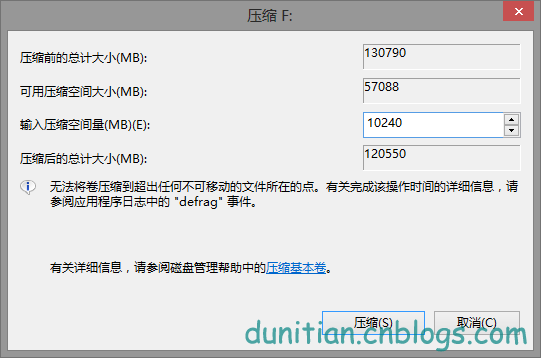 压缩 F:
压缩前的总计大小(MB): 130790
可用压缩空间大小(MB): 57088
输入压缩空间量(MB)(E): 10240
压缩后的总计大小(MB): 120550
无法将卷压缩到超出任何不可移动的文件所在的点。有关完成该操作时间的详细信息，请
参阅应用程序日志中的 "defrag" 事件。
有关详细信息，请参阅磁盘管理帮助中的压缩基本卷。
压缩(S) 取消(C)
dunitian.cnblogs.com